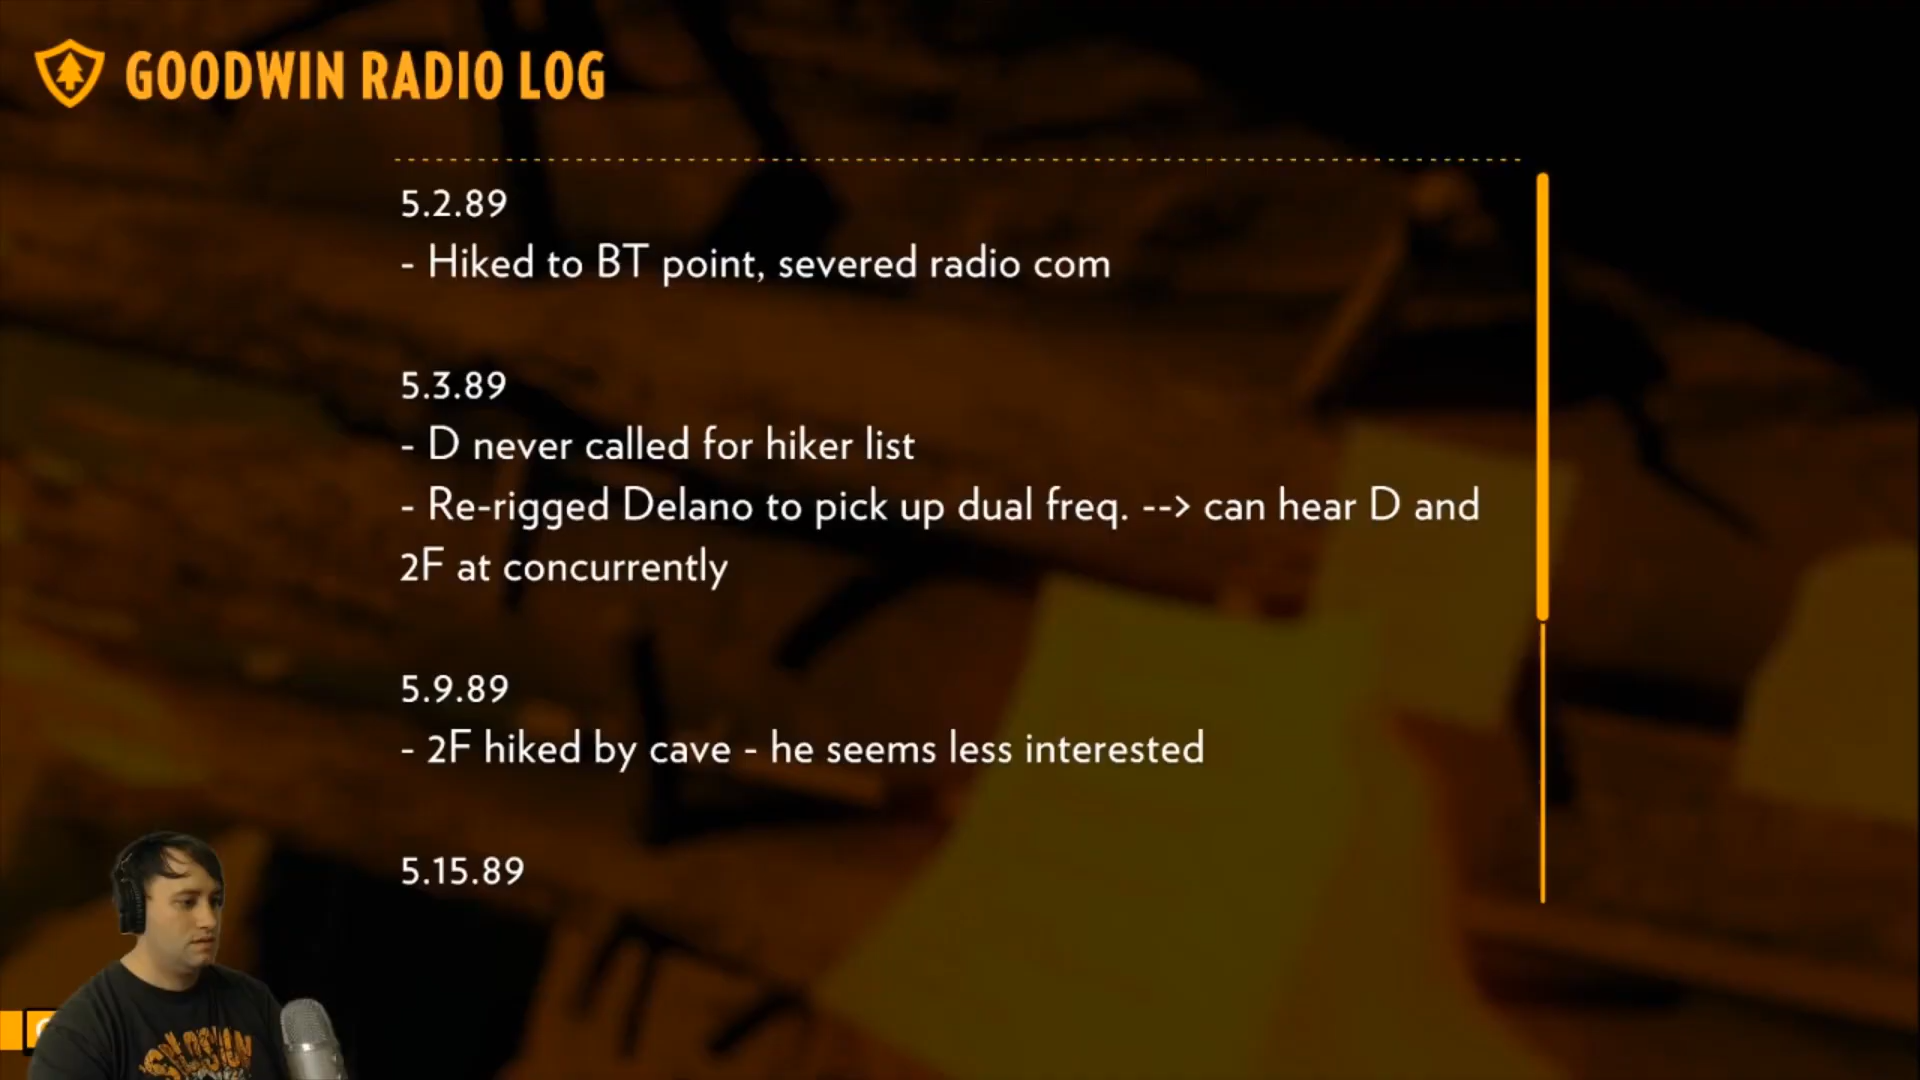 GOODWIN RADIO LOG
5.2.89
- Hiked to BT point, severed radio com
5.3.89
- D never called for hiker list
- Re-rigged Delano to pick up dual freq. --> can hear D and
2F at concurrently
5.9.89
- 2F hiked by cave - he seems less interested
5.15.89